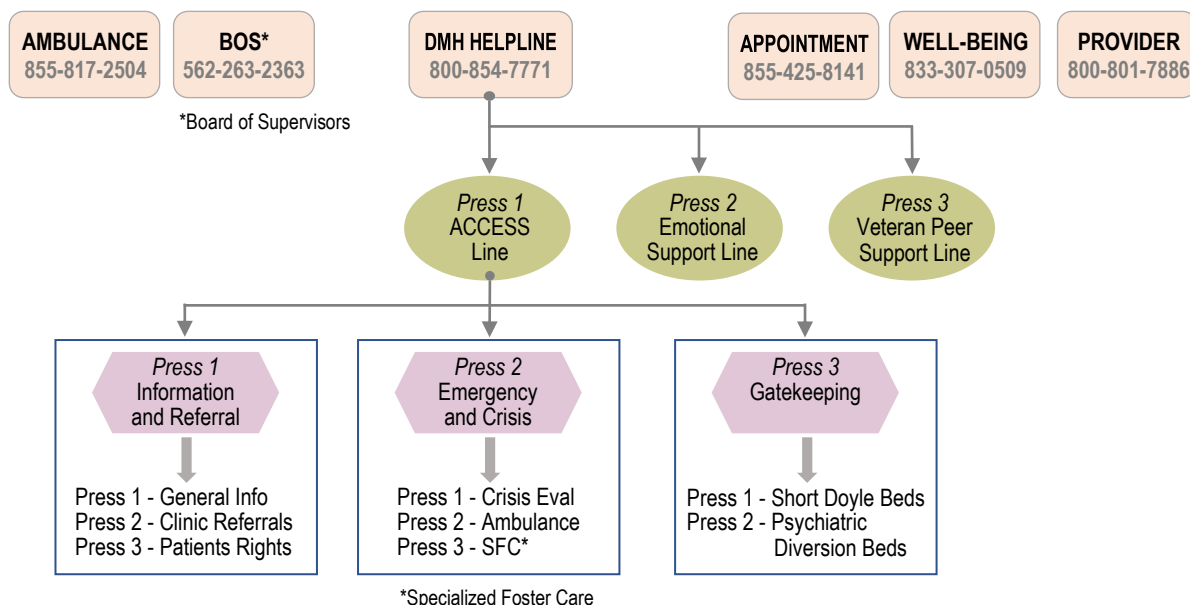 AMBULANCE
855-817-2504
BOS*
562-263-2363
DMH HELPLINE
800-854-7771
APPOINTMENT
855-425-8141
WELL-BEING
833-307-0509
PROVIDER
800-801-7886
*Board of Supervisors
Press 1
ACCESS
Line
Press 2
Emotional
Support Line
Press 3
Veteran Peer
Support Line
Press 1
Information
and Referral
Press 1 - General Info
Press 2 - Clinic Referrals
Press 3 - Patients Rights
Press 2
Emergency
and Crisis
Press 1 - Crisis Eval
Press 2 - Ambulance
Press 3 - SFC*
Press 3
Gatekeeping
Press 1 - Short Doyle Beds
Press 2 - Psychiatric
Diversion Beds
*Specialized Foster Care